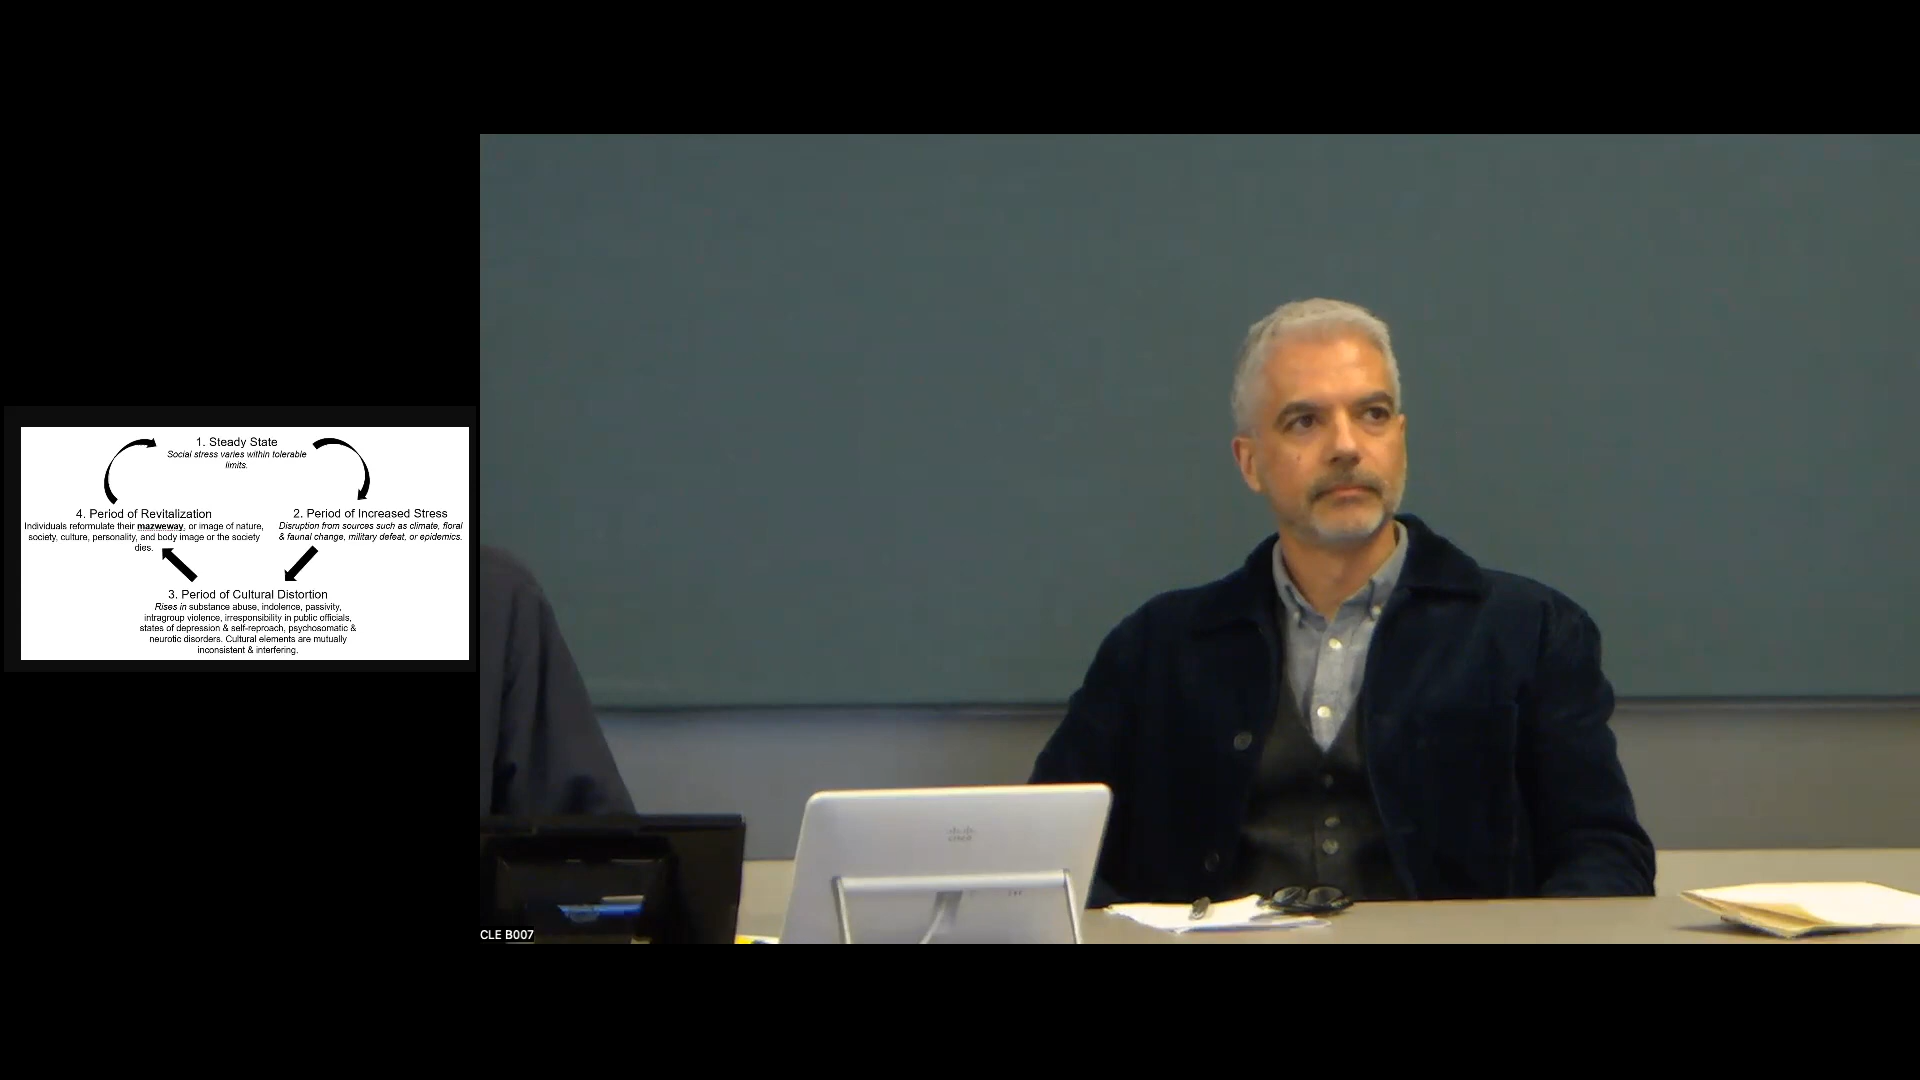 1. Steady State
Social stress varies within tolerable
limits.
4. Period of Revitalization
Individuals reformulate their mazweway, or image of nature,
society, culture, personality, and body image or the society
dies.
2. Period of Increased Stress
Disruption from sources such as climate, floral
& faunal change, military defeat, or epidemics.
3. Period of Cultural Distortion
Rises in substance abuse, indolence, passivity,
intragroup violence, irresponsibility in public officials,
states of depression & self-reproach, psychosomatic &
neurotic disorders. Cultural elements are mutually
inconsistent & interfering.
CISCO
CLE B007